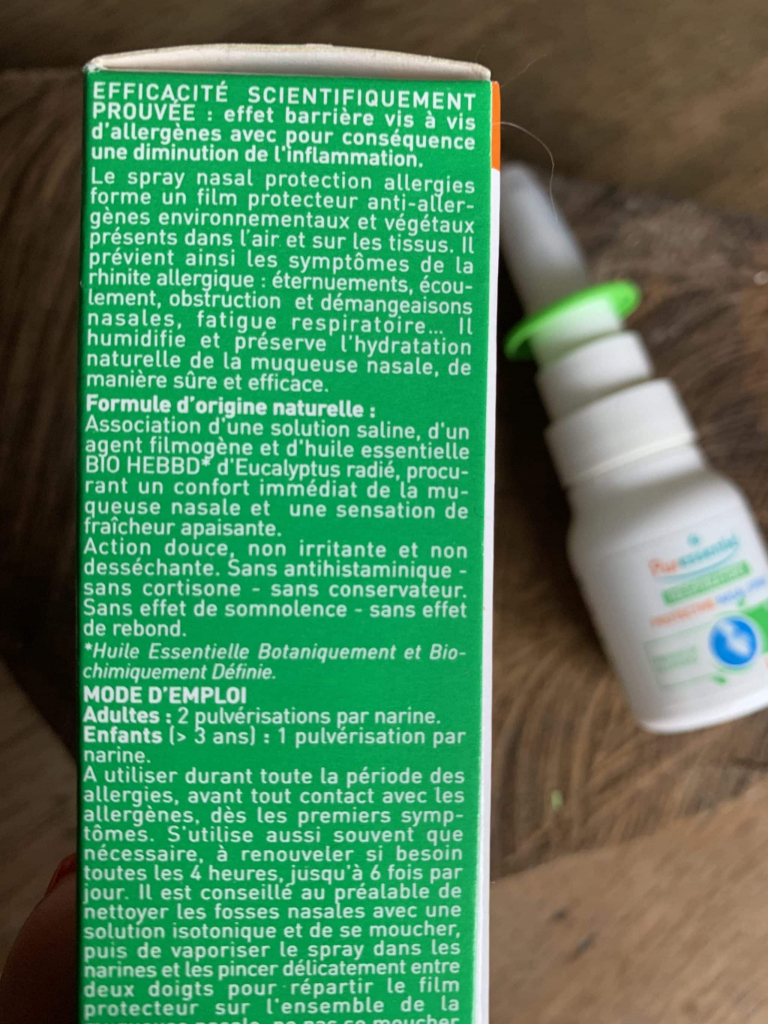 EFFICACITÉ SCIENTIFIQUEMENT
PROUVÉE : effet barrière vis à vis
d'allergènes avec pour conséquence
une diminution de l'inflammation.
Le spray nasal protection allergies
forme un film protecteur anti-aller-
gènes environnementaux et végétaux
présents dans l'air et sur les tissus. Il
prévient ainsi les symptômes de la
rhinite allergique : éternuements, écou-
lement, obstruction et démangeaisons
nasales, fatigue respiratoire... Il
humidifie et préserve l'hydratation
naturelle de la muqueuse nasale, de
manière sûre et efficace.
Formule d'origine naturelle :
Association d'une solution saline, d'un
agent filmogène et d'huile essentielle
BIO HEBBD* d'Eucalyptus radié, procu-
rant un confort immédiat de la mu-
queuse nasale et une sensation de
fraîcheur apaisante.
Action douce, non irritante et non
desséchante. Sans antihistaminique -
sans cortisone - sans conservateur.
Sans effet de somnolence - sans effet
de rebond.
*Huile Essentielle Botaniquement et Bio-
chimiquement Définie.
MODE D'EMPLOI
Adultes : 2 pulvérisations par narine.
Enfants (> 3 ans) : 1 pulvérisation par
narine.
A utiliser durant toute la période des
allergies, avant tout contact avec les
allergènes, dès les premiers symp-
tômes. S'utilise aussi souvent que
nécessaire, à renouveler si besoin
toutes les 4 heures, jusqu'à 6 fois par
jour. Il est conseillé au préalable de
nettoyer les fosses nasales avec une
solution isotonique et de se moucher,
puis de vaporiser le spray dans les
narines et les pincer délicatement entre
deux doigts pour répartir le film
protecteur sur l'ensemble de la
muqueuse nasale, ne pas se moucher
Puressentiel